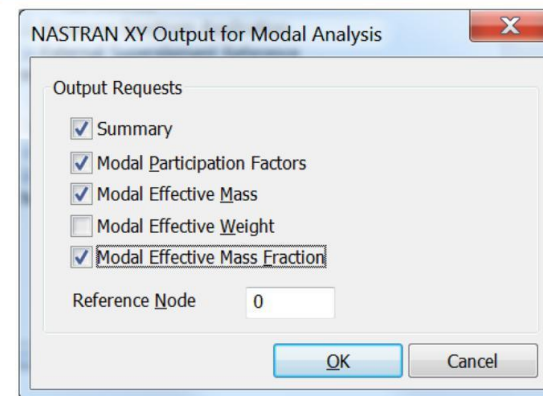 NASTRAN XY Output for Modal Analysis
Output Requests
Summary
Modal Participation Factors
Modal Effective Mass
Modal Effective Weight
Modal Effective Mass Fraction
Reference Node 0
OK Cancel